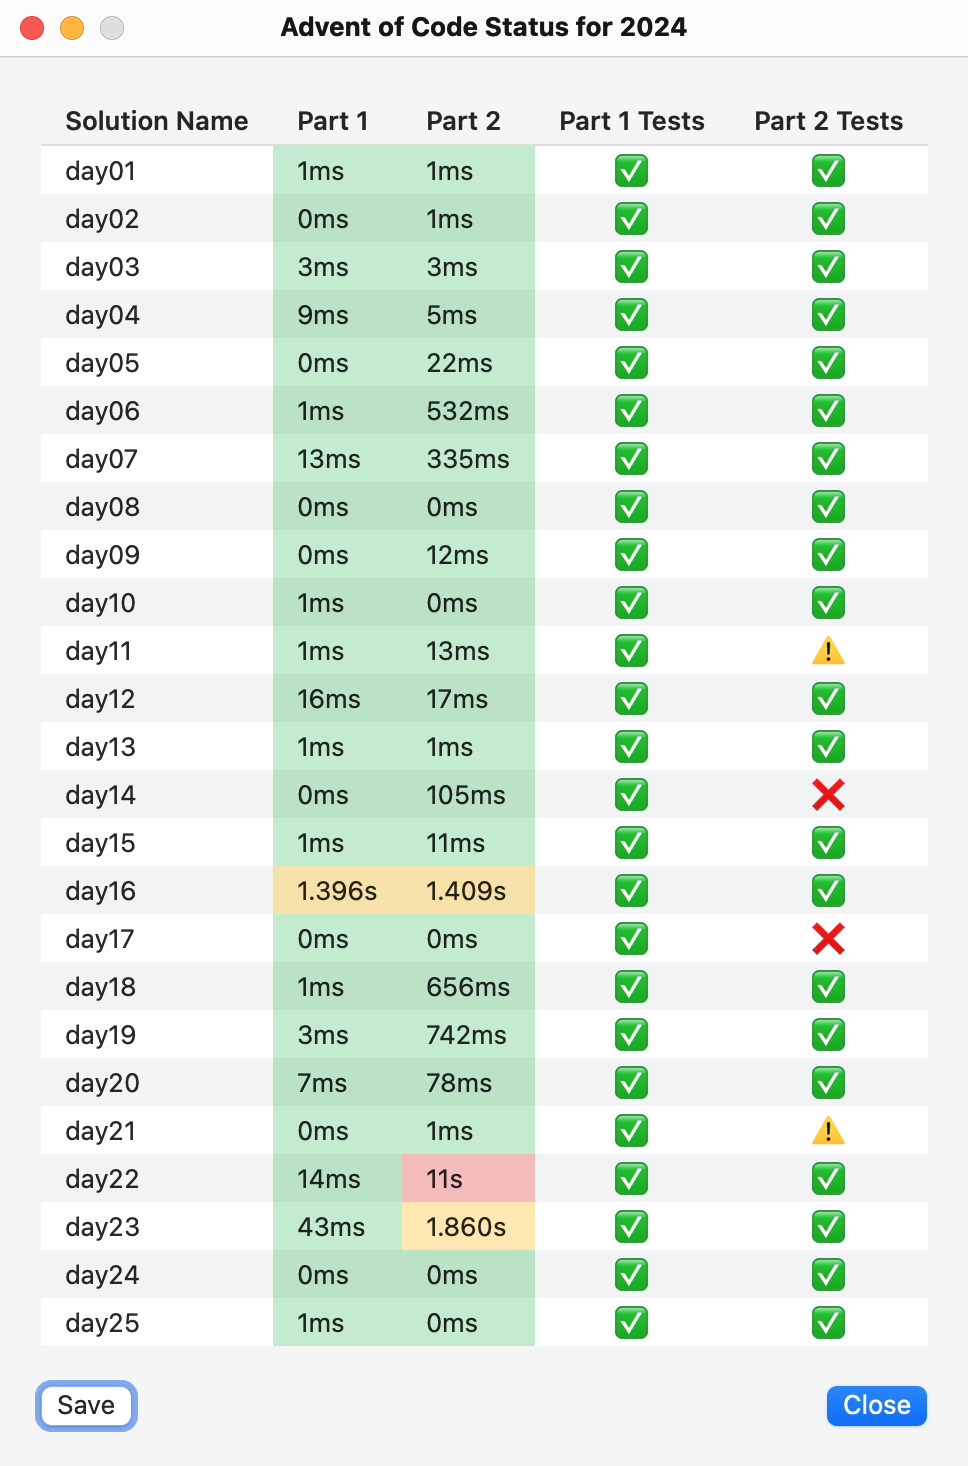 Advent of Code Status for 2024
Solution Name Part 1 Part 2 Part 1 Tests Part 2 Tests
day01 1ms 1ms ✅ ✅
day02 0ms 1ms ✅ ✅
day03 3ms 3ms ✅ ✅
day04 9ms 5ms ✅ ✅
day05 0ms 22ms ✅ ✅
day06 1ms 532ms ✅ ✅
day07 13ms 335ms ✅ ✅
day08 0ms 0ms ✅ ✅
day09 0ms 12ms ✅ ✅
day10 1ms 0ms ✅ ✅
day11 1ms 13ms ✅ ⚠️
day12 16ms 17ms ✅ ✅
day13 1ms 1ms ✅ ✅
day14 0ms 105ms ✅ ❌
day15 1ms 11ms ✅ ✅
day16 1.396s 1.409s ✅ ✅
day17 0ms 0ms ✅ ❌
day18 1ms 656ms ✅ ✅
day19 3ms 742ms ✅ ✅
day20 7ms 78ms ✅ ✅
day21 0ms 1ms ✅ ⚠️
day22 14ms 11s ✅ ✅
day23 43ms 1.860s ✅ ✅
day24 0ms 0ms ✅ ✅
day25 1ms 0ms ✅ ✅
Save Close